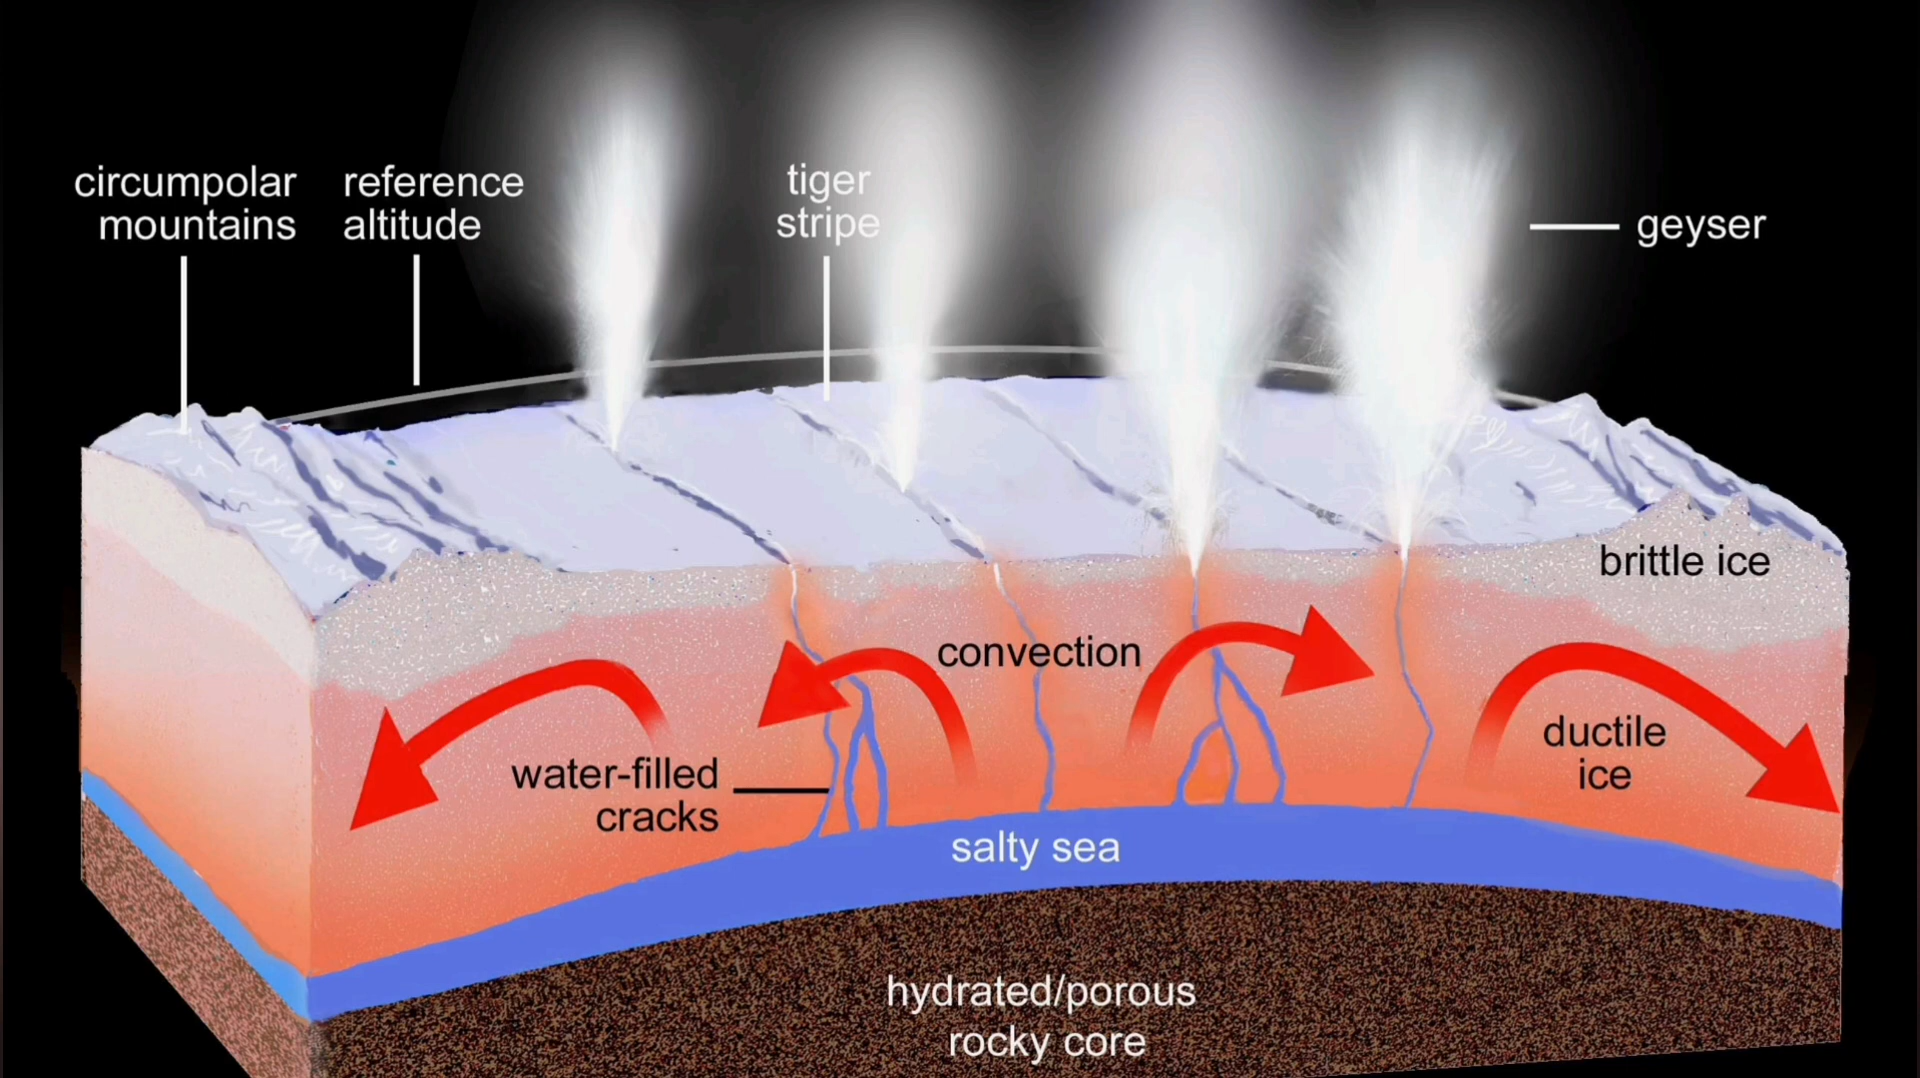 circumpolar
mountains
reference
altitude
tiger
stripe
geyser
brittle ice
convection
ductile
ice
water-filled
cracks
salty sea
hydrated/porous
rocky core